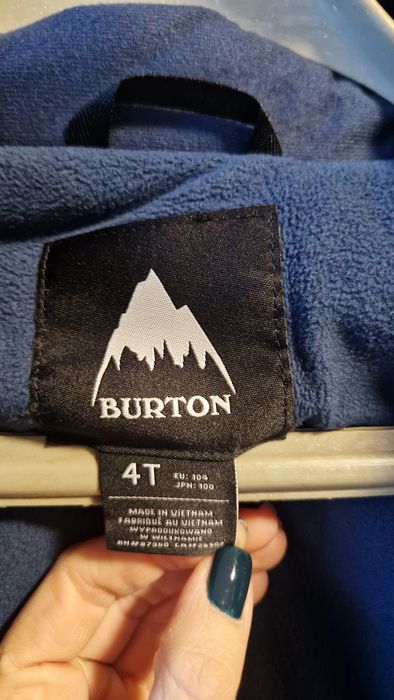 BURTON
4T
EU: 104
JPN: 100
MADE IN VIETNAM
FABRIQUÉ AU VIETNAM
WYPRODUKOWANO
W WIETNAMIE